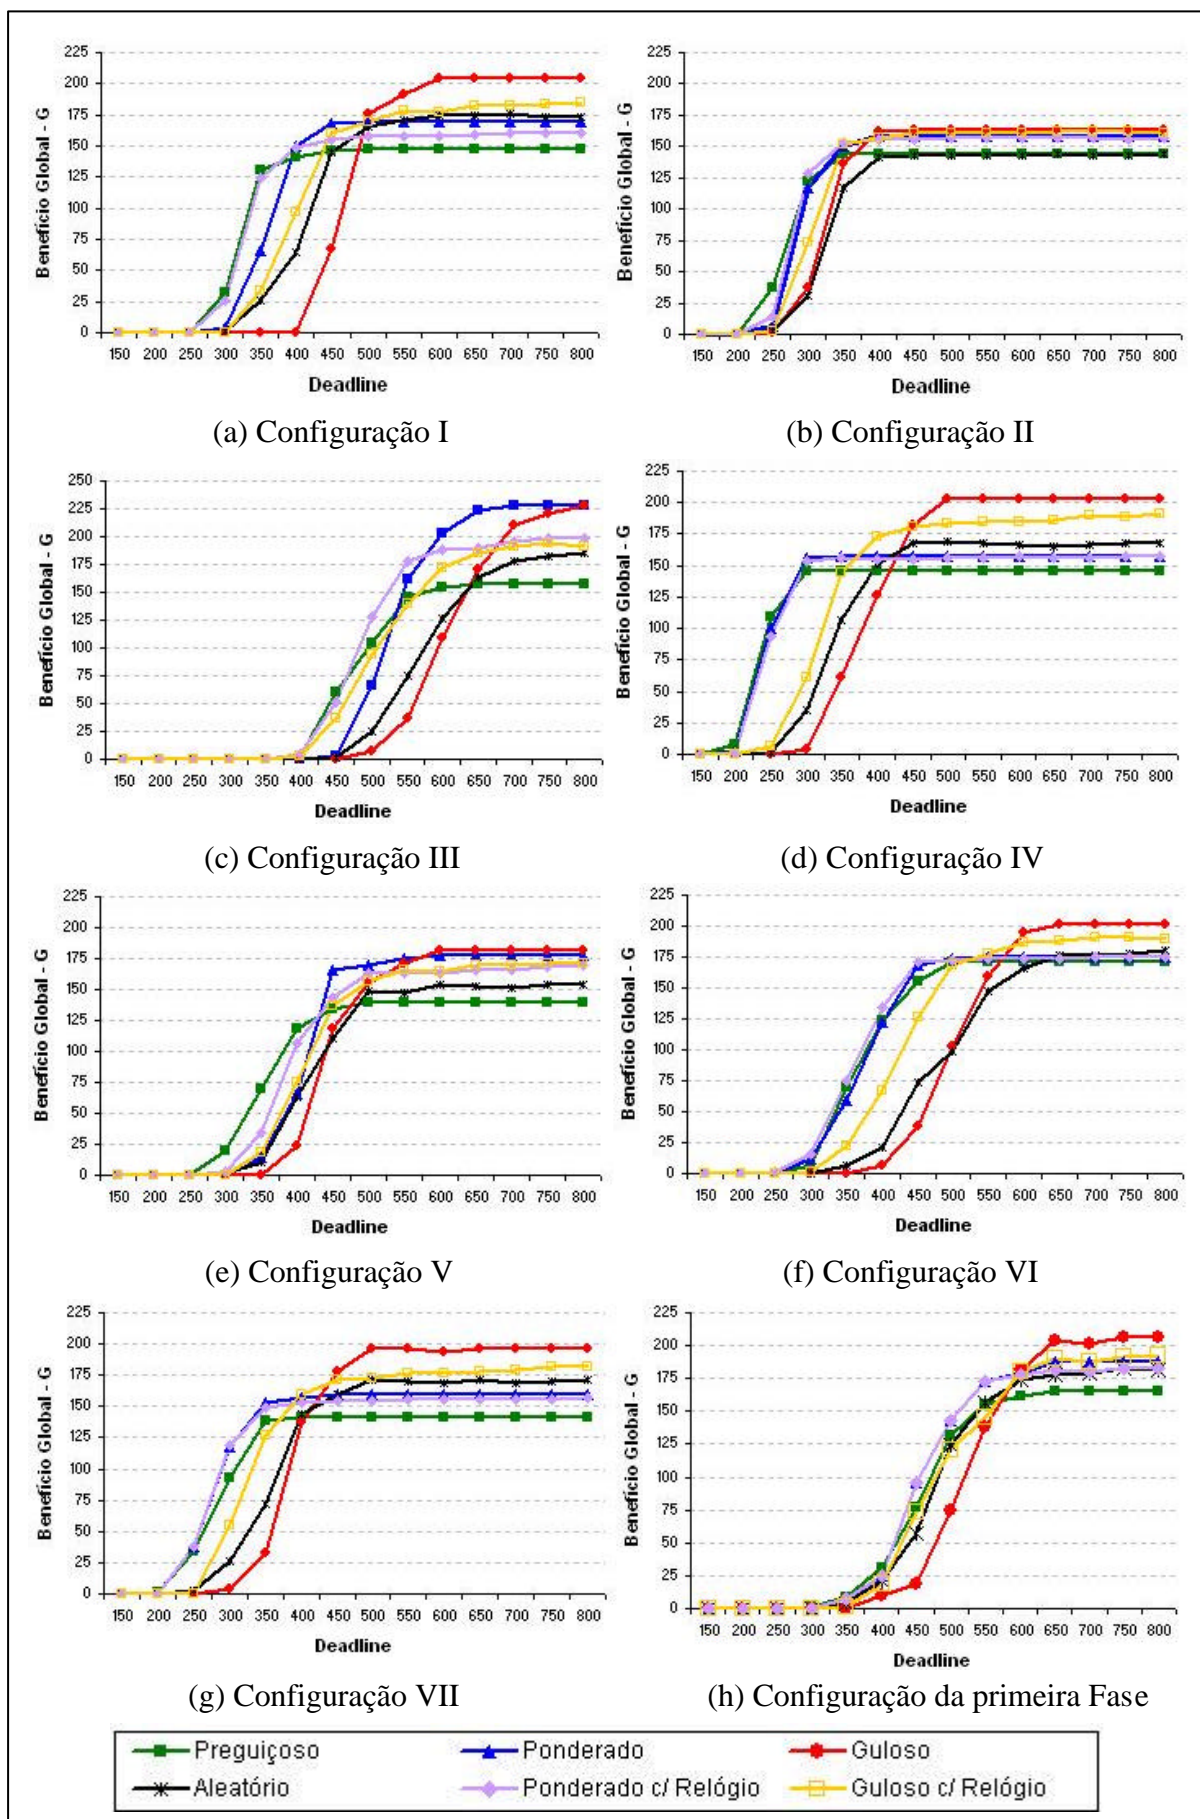 225
200
175
150
125
100
75
50
25
0
Benefício Global - G
150 200 250 300 350 400 450 500 550 600 650 700 750 800
Deadline
(a) Configuração I
225
200
175
150
125
100
75
50
25
0
Benefício Global - G
150 200 250 300 350 400 450 500 550 600 650 700 750 800
Deadline
(b) Configuração II
250
225
200
175
150
125
100
75
50
25
0
Benefício Global - G
150 200 250 300 350 400 450 500 550 600 650 700 750 800
Deadline
(c) Configuração III
225
200
175
150
125
100
75
50
25
0
Benefício Global - G
150 200 250 300 350 400 450 500 550 600 650 700 750 800
Deadline
(d) Configuração IV
225
200
175
150
125
100
75
50
25
0
Benefício Global - G
150 200 250 300 350 400 450 500 550 600 650 700 750 800
Deadline
(e) Configuração V
225
200
175
150
125
100
75
50
25
0
Benefício Global - G
150 200 250 300 350 400 450 500 550 600 650 700 750 800
Deadline
(f) Configuração VI
225
200
175
150
125
100
75
50
25
0
Benefício Global - G
150 200 250 300 350 400 450 500 550 600 650 700 750 800
Deadline
(g) Configuração VII
225
200
175
150
125
100
75
50
25
0
Benefício Global - G
150 200 250 300 350 400 450 500 550 600 650 700 750 800
Deadline
(h) Configuração da primeira Fase
Preguiçoso Ponderado Guloso
Aleatório Ponderado c/ Relógio Guloso c/ Relógio